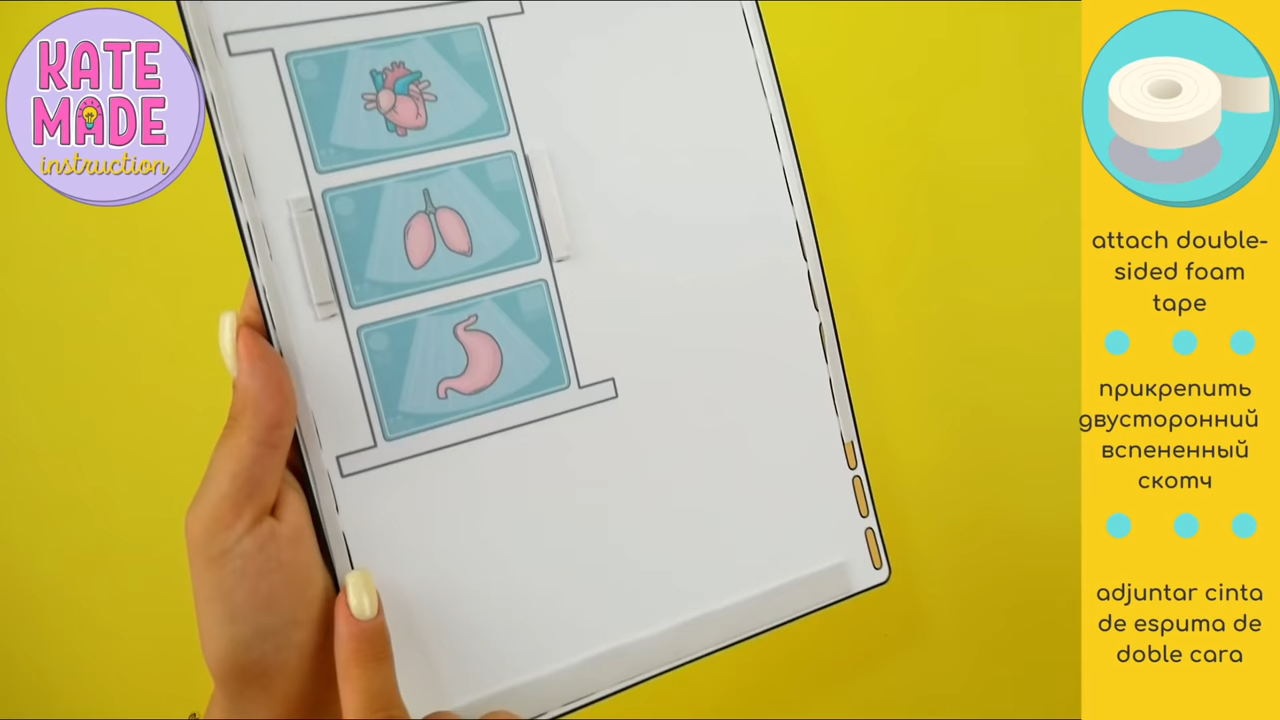 KATE
MADE
instruction
attach double-
sided foam
tape
прикрепить
двусторонний
вспененный
скотч
adjuntar cinta
de espuma de
doble cara